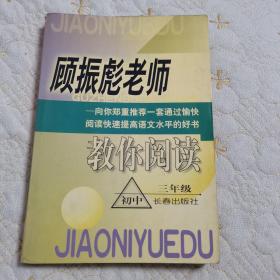 JIAONIYUEDU
顾振彪老师
GUZHE
—向你郑重推荐一套通过愉快
阅读快速提高语文水平的好书
教你阅读
初中
三年级
长春出版社
JIAONIYUEDU